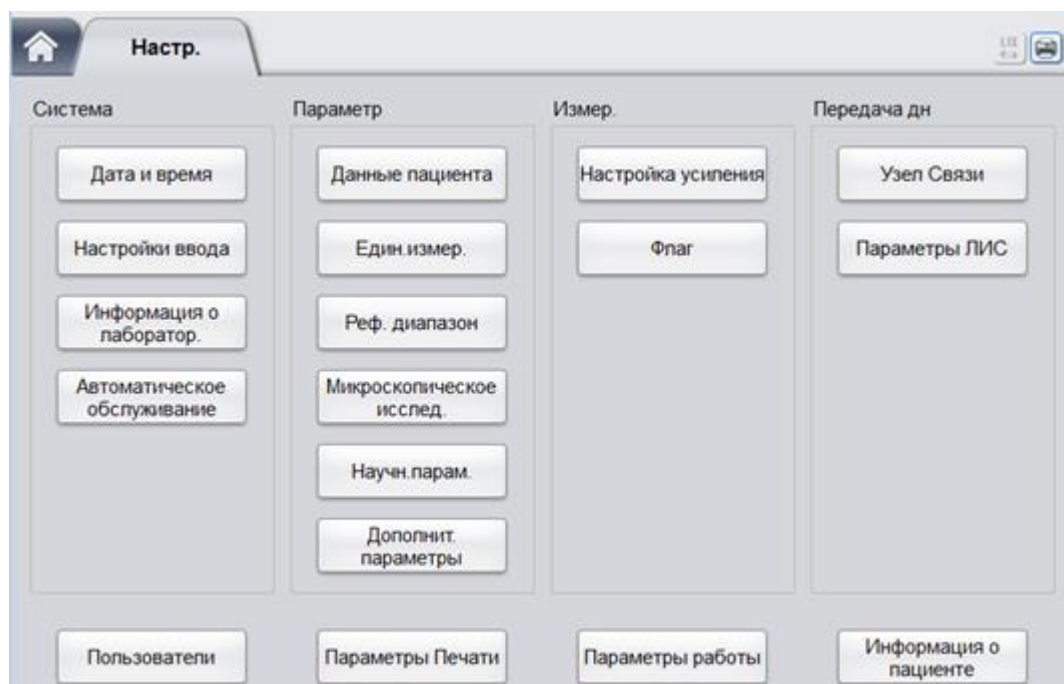 Настр.
Система
Дата и время
Настройки ввода
Информация о
лаборатор.
Автоматическое
обслуживание
Параметр
Данные пациента
Един.измер.
Реф. диапазон
Микроскопическое
исслед.
Научн.парам.
Дополнит.
параметры
Измер.
Настройка усиления
Флаг
Передача дн
Узел Связи
Параметры ЛИС
Пользователи
Параметры Печати
Параметры работы
Информация о
пациенте